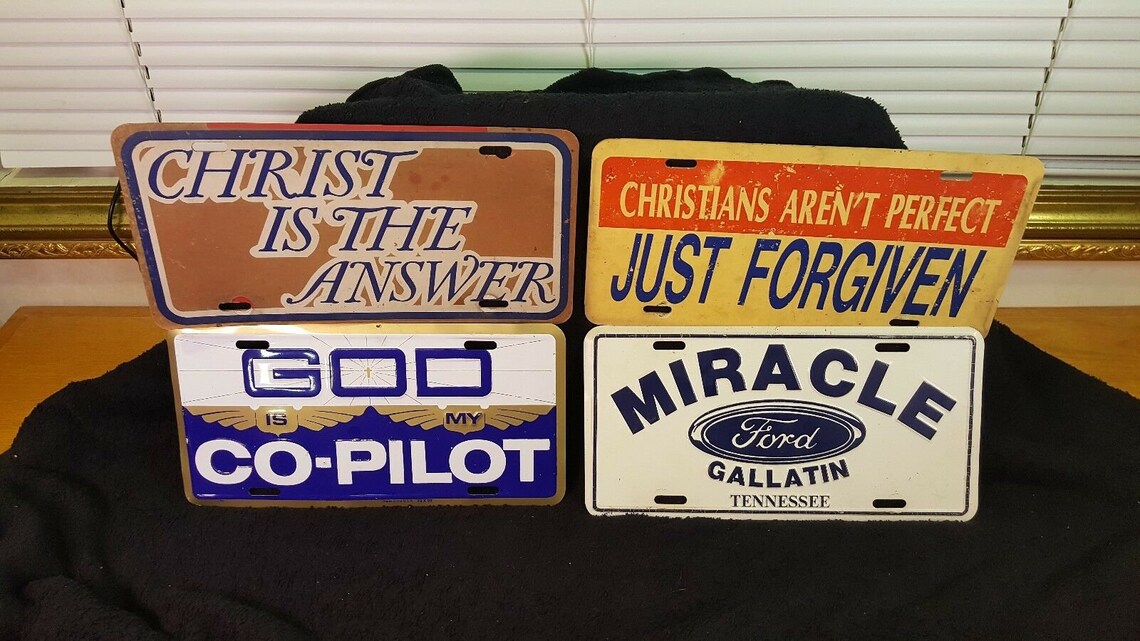 CHRIST
IS THE
ANSWER
CHRISTIANS AREN'T PERFECT
JUST FORGIVEN
GOD
IS MY
CO-PILOT
MIRACLE
Ford
GALLATIN
TENNESSEE